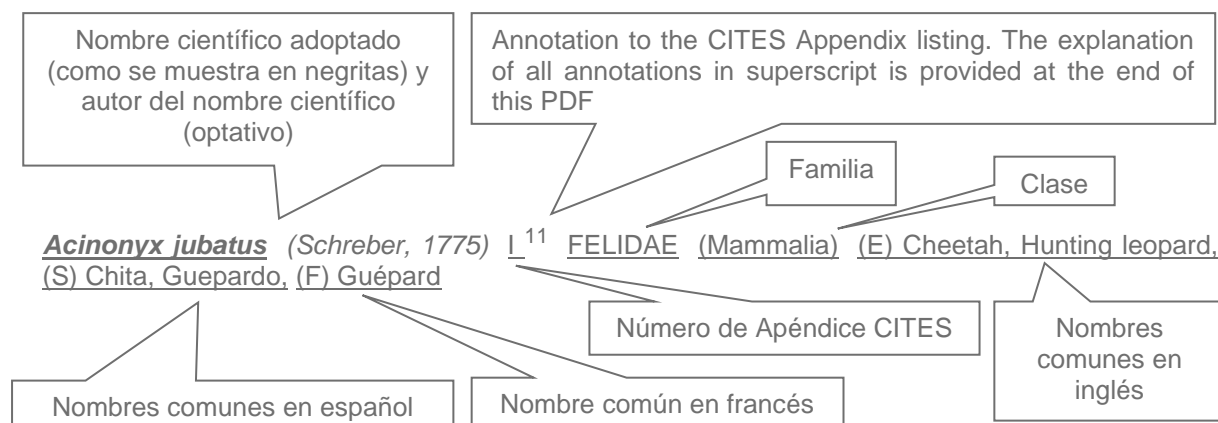 Nombre científico adoptado
(como se muestra en negritas) y
autor del nombre científico
(optativo)
Annotation to the CITES Appendix listing. The explanation
of all annotations in superscript is provided at the end of
this PDF
Familia
Clase
Acinonyx jubatus (Schreber, 1775) I 11 FELIDAE (Mammalia) (E) Cheetah, Hunting leopard,
(S) Chita, Guepardo, (F) Guépard
Número de Apéndice CITES
Nombres
comunes en
inglés
Nombres comunes en español
Nombre común en francés